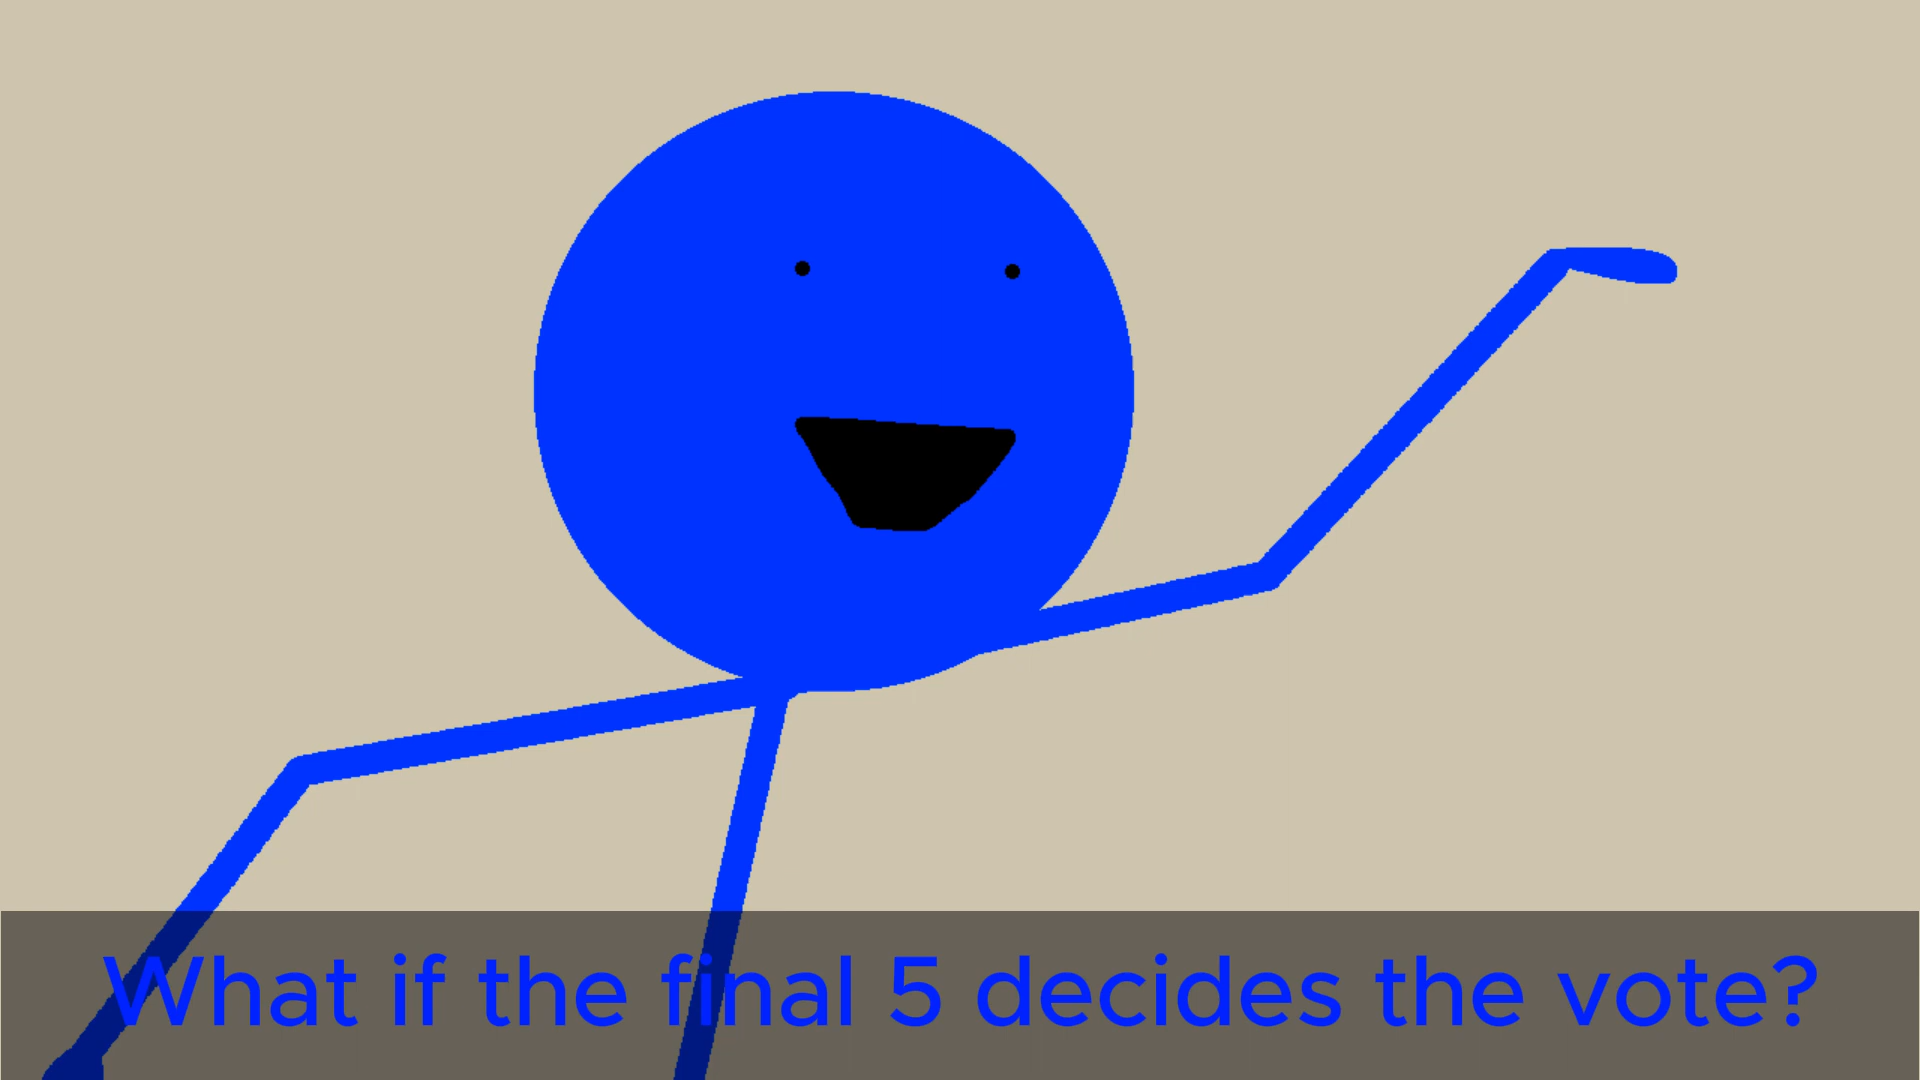 What if the final 5 decides the vote?